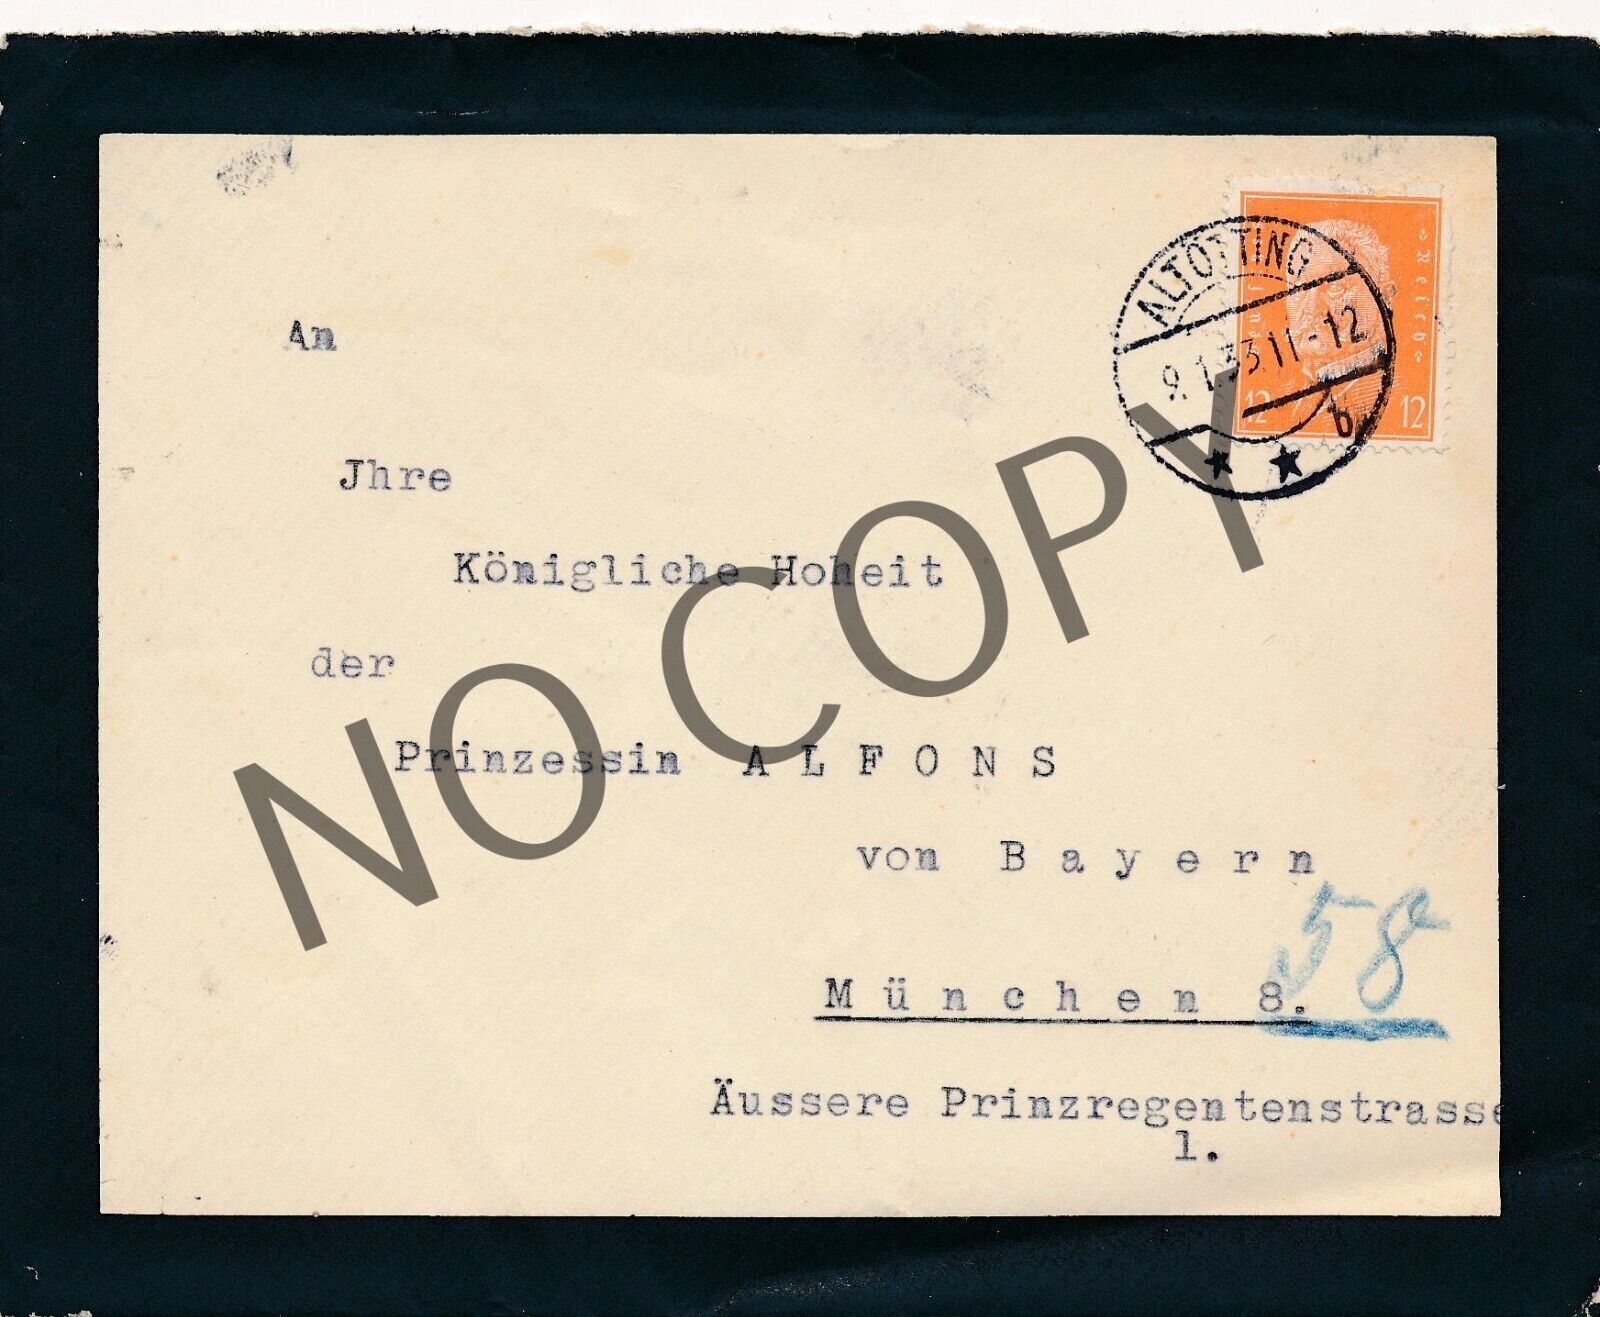 ALTÖTTING
9.1.33.11-12
b
Reich
12 12
An
Jhre
Königliche Hoheit
der
Prinzessin ALFONS
von Bayern
58
München 8.
Äussere Prinzregentenstrasse
1.
NO COPY